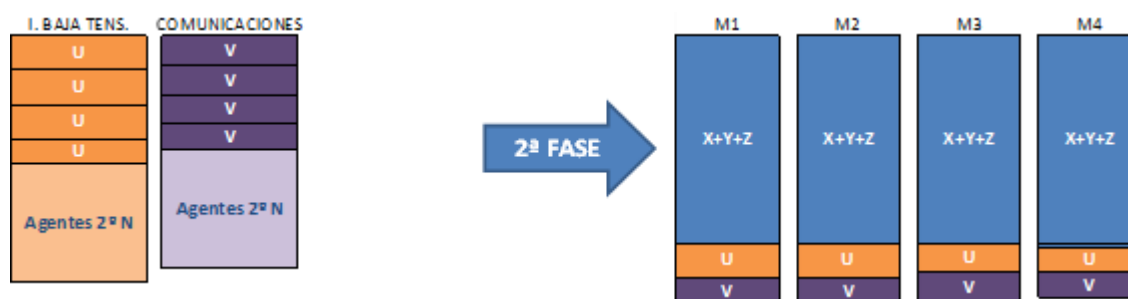 I. BAJA TENS.
COMUNICACIONES
U
U
U
U
Agentes 2º N
V
V
V
V
Agentes 2º N
2ª FASE
M1
M2
M3
M4
X+Y+Z
X+Y+Z
X+Y+Z
X+Y+Z
U
U
U
U
V
V
V
V